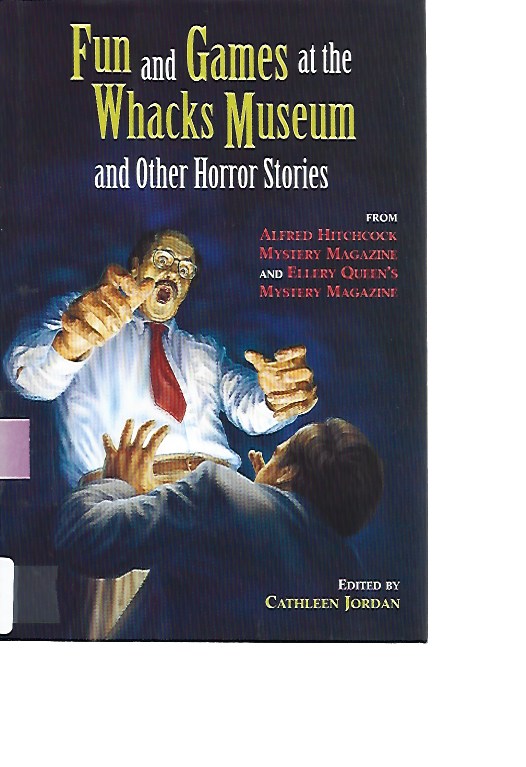 Fun and Games at the
Whacks Museum
and Other Horror Stories
FROM
ALFRED HITCHCOCK
MYSTERY MAGAZINE
AND ELLERY QUEEN'S
MYSTERY MAGAZINE
EDITED BY
CATHLEEN JORDAN